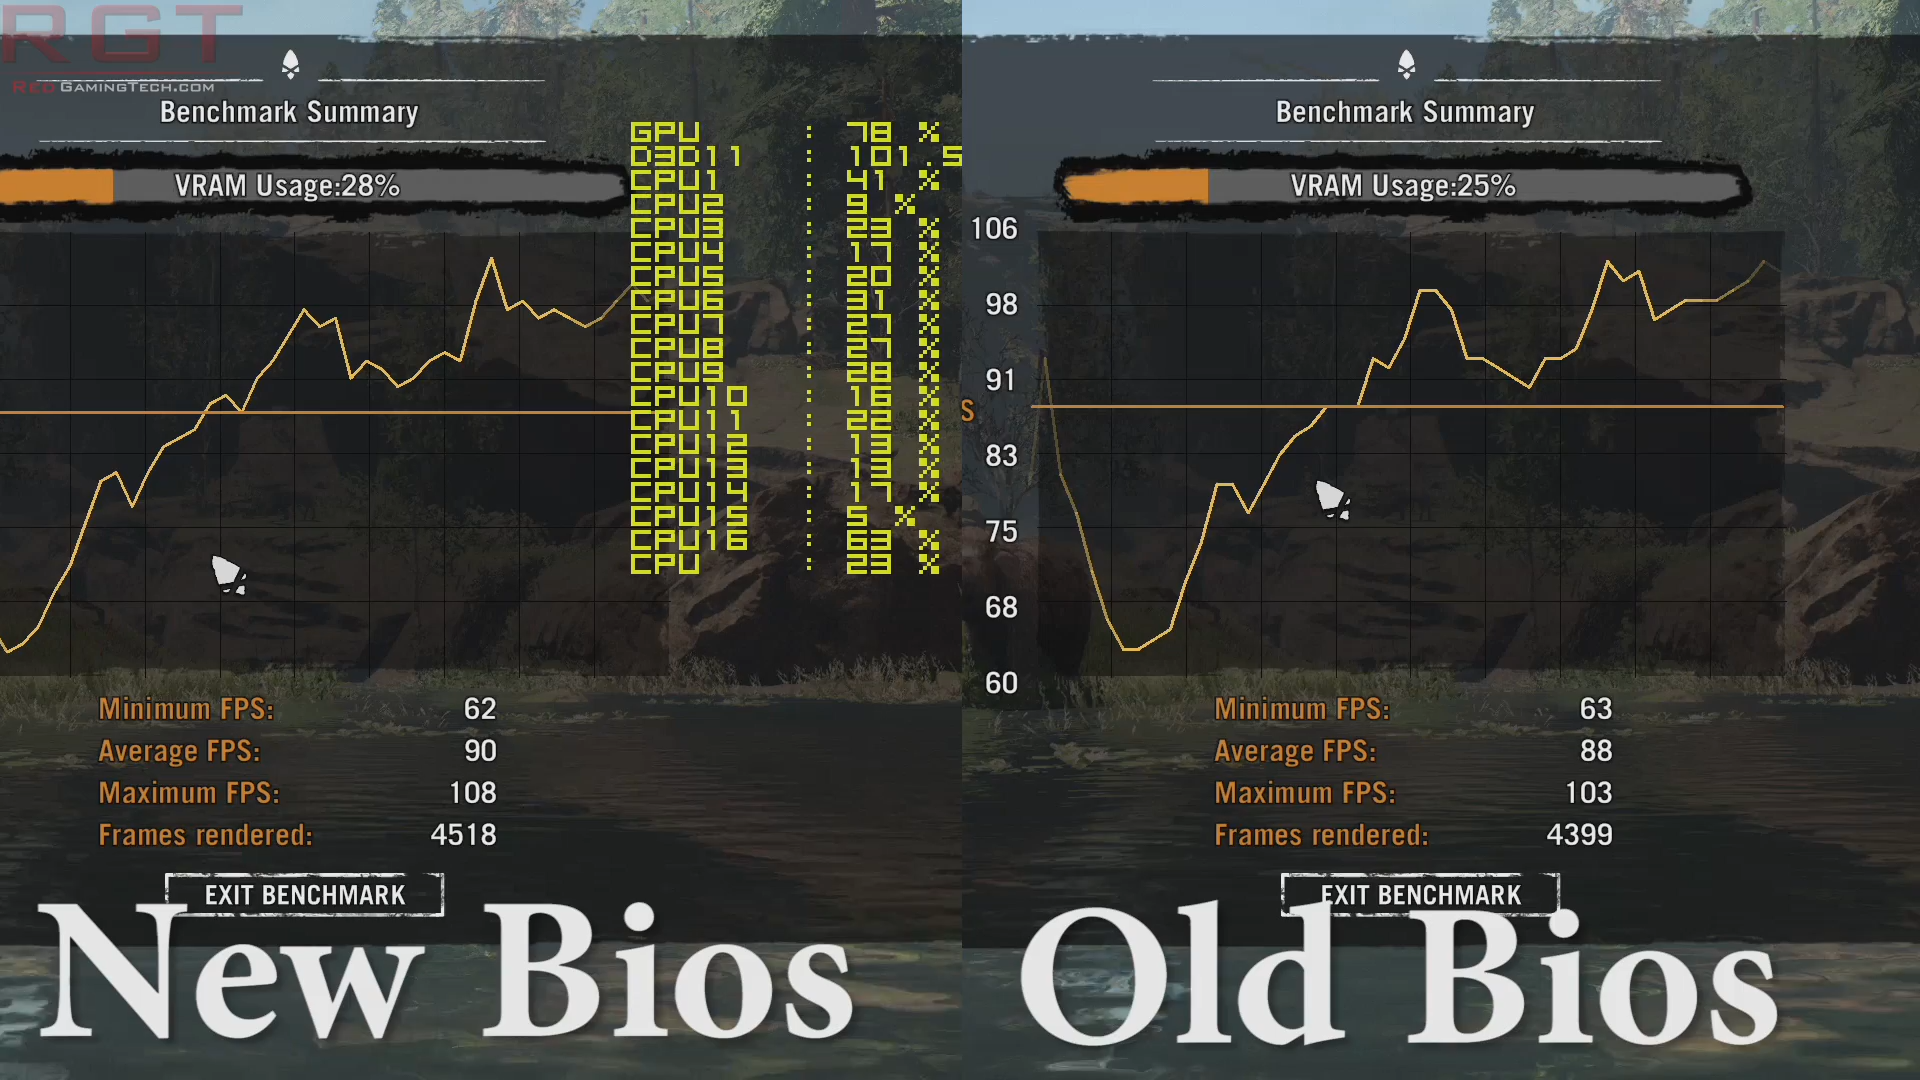 RGT
REDGAMINGTECH.COM
Benchmark Summary
VRAM Usage:28%
GPU : 78 %
D3D11 : 101.5
CPU1 : 41 %
CPU2 : 9 %
CPU3 : 23 %
CPU4 : 17 %
CPU5 : 20 %
CPU6 : 31 %
CPU7 : 27 %
CPU8 : 27 %
CPU9 : 28 %
CPU10 : 16 %
CPU11 : 22 %
CPU12 : 13 %
CPU13 : 13 %
CPU14 : 17 %
CPU15 : 5 %
CPU16 : 63 %
CPU : 23 %
Minimum FPS: 62
Average FPS: 90
Maximum FPS: 108
Frames rendered: 4518
EXIT BENCHMARK
New Bios
Benchmark Summary
VRAM Usage:25%
106
98
91
S
83
75
68
60
Minimum FPS: 63
Average FPS: 88
Maximum FPS: 103
Frames rendered: 4399
EXIT BENCHMARK
Old Bios